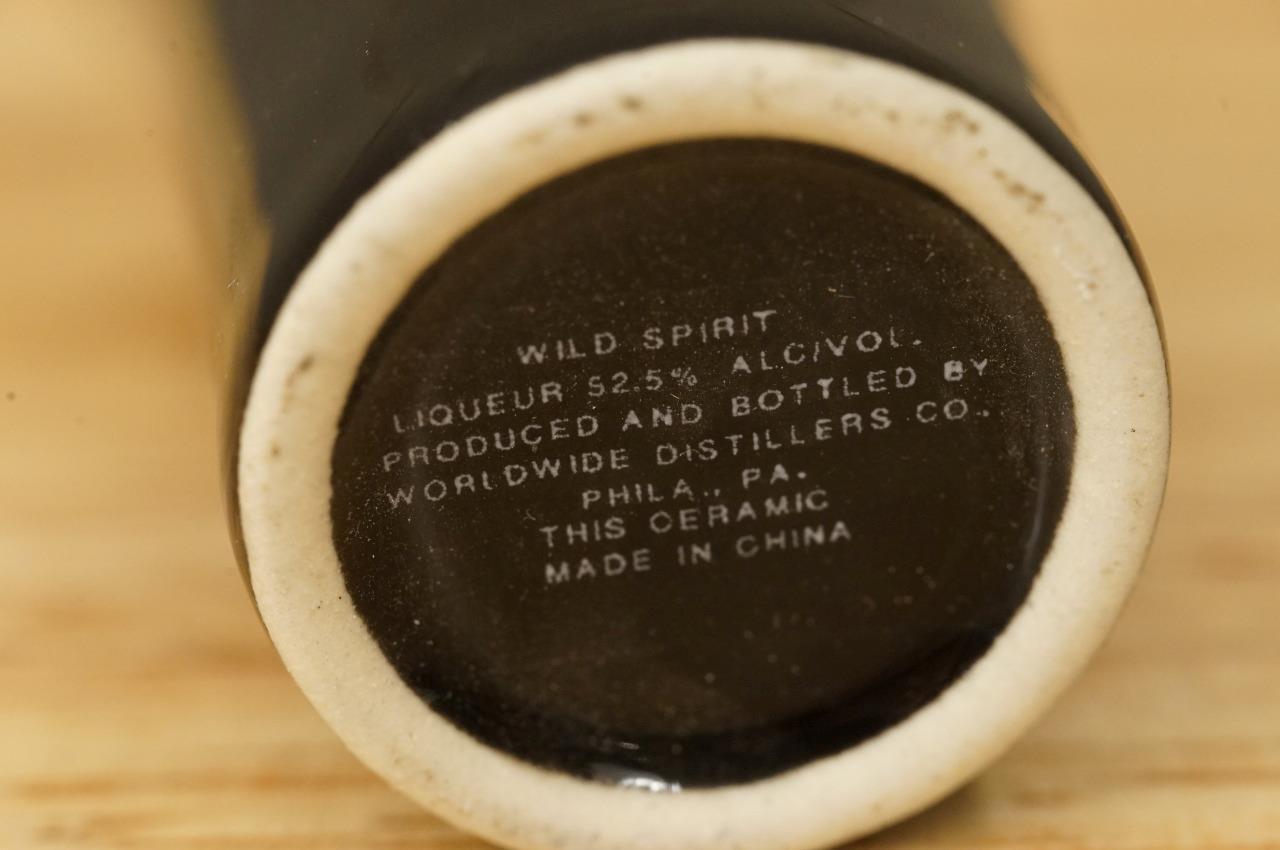 WILD SPIRIT
LIQUEUR 52.5% ALC/VOL.
PRODUCED AND BOTTLED BY
WORLDWIDE DISTILLERS CO.,
PHILA., PA.
THIS CERAMIC
MADE IN CHINA